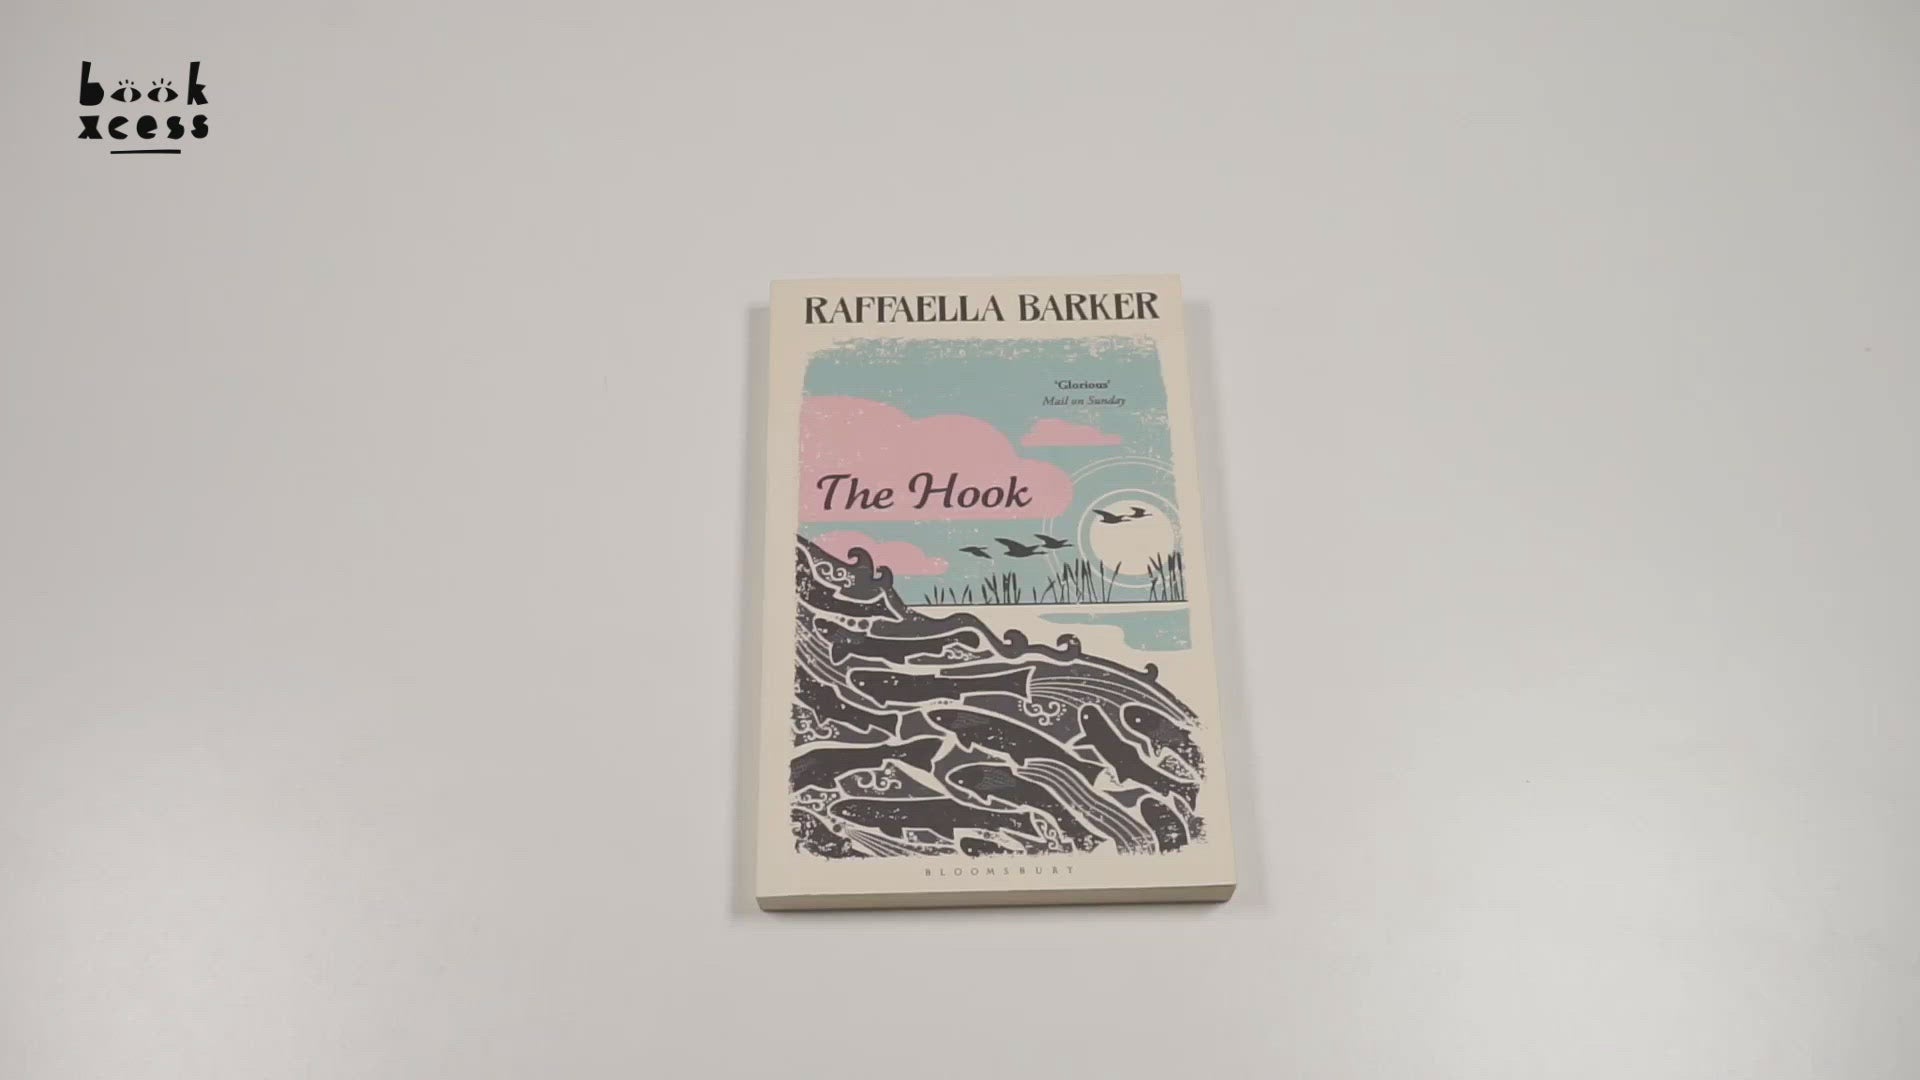 book
xcess
RAFFAELLA BARKER
'Glorious'
Mail on Sunday
The Hook
BLOOMSBURY